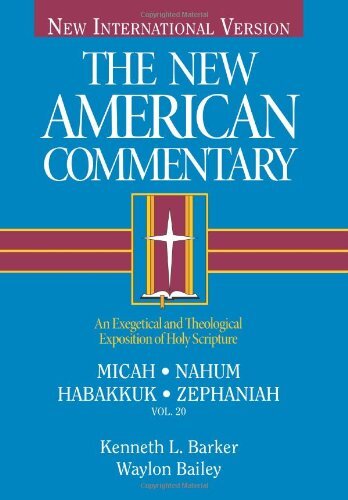 New International Version
THE NEW
AMERICAN
COMMENTARY
An Exegetical and Theological
Exposition of Holy Scripture
MICAH • NAHUM
HABAKKUK • ZEPHANIAH
VOL. 20
Kenneth L. Barker
Waylon Bailey